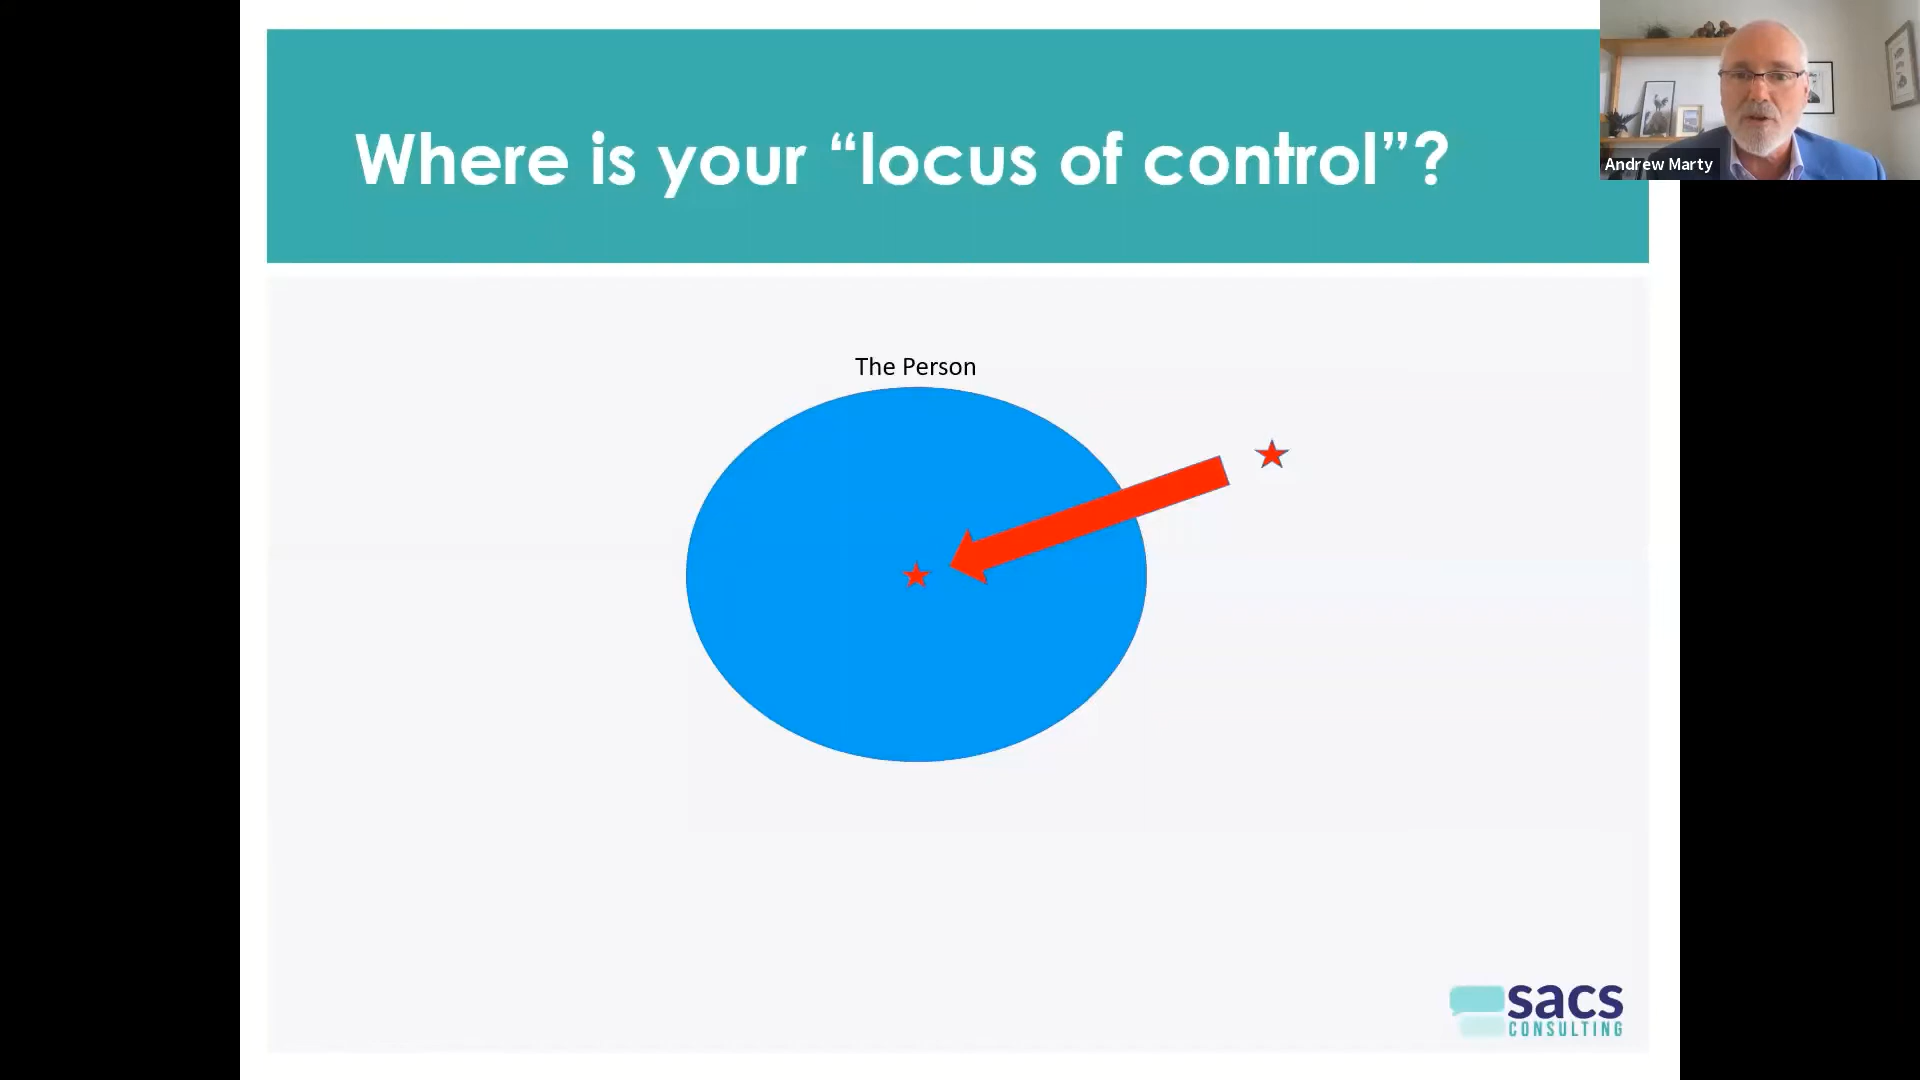 Where is your “locus of control”?
Andrew Marty
The Person
sacs
CONSULTING